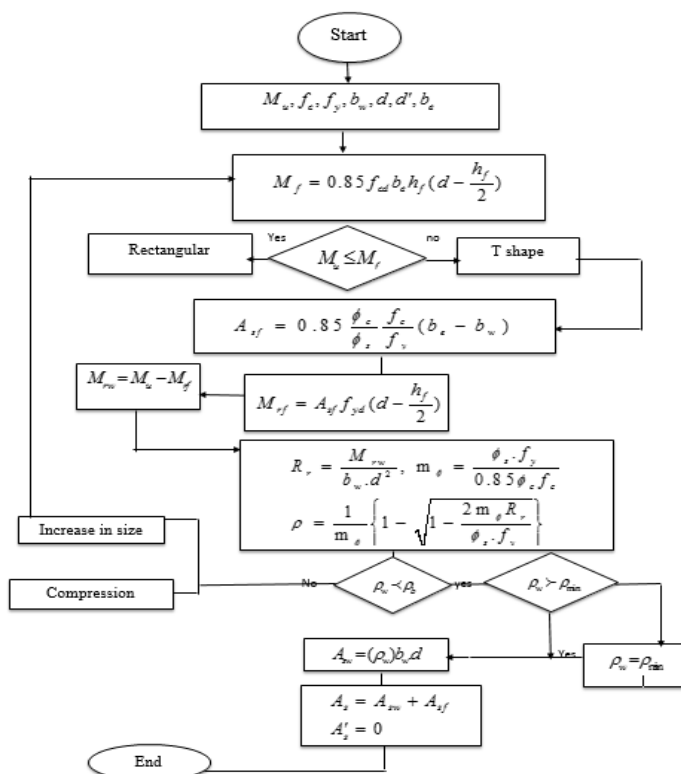 Start
M_u, f_c, f_y, b_w, d, d', b_e
M_f = 0.85 f_cd b_e h_f (d − h_f/2)
Yes
no
Rectangular
M_u ≤ M_f
T shape
A_sf = 0.85 ϕ_c/ϕ_s f_c/f_y (b_e − b_w)
M_rw = M_u − M_rf
M_rf = A_sf f_yd (d − h_f/2)
R_r = M_rw / b_w.d², m_ϕ = ϕ_s.f_y / 0.85ϕ_c f_c
ρ = 1/m_ϕ {1 − √(1 − 2 m_ϕ R_r / ϕ_s.f_y)}
Increase in size
Compression
No
ρ_w ≺ ρ_b
yes
ρ_w ≻ ρ_min
A_sw = (ρ_w) b_w d
Yes
ρ_w = ρ_min
A_s = A_sw + A_sf
A'_s = 0
End